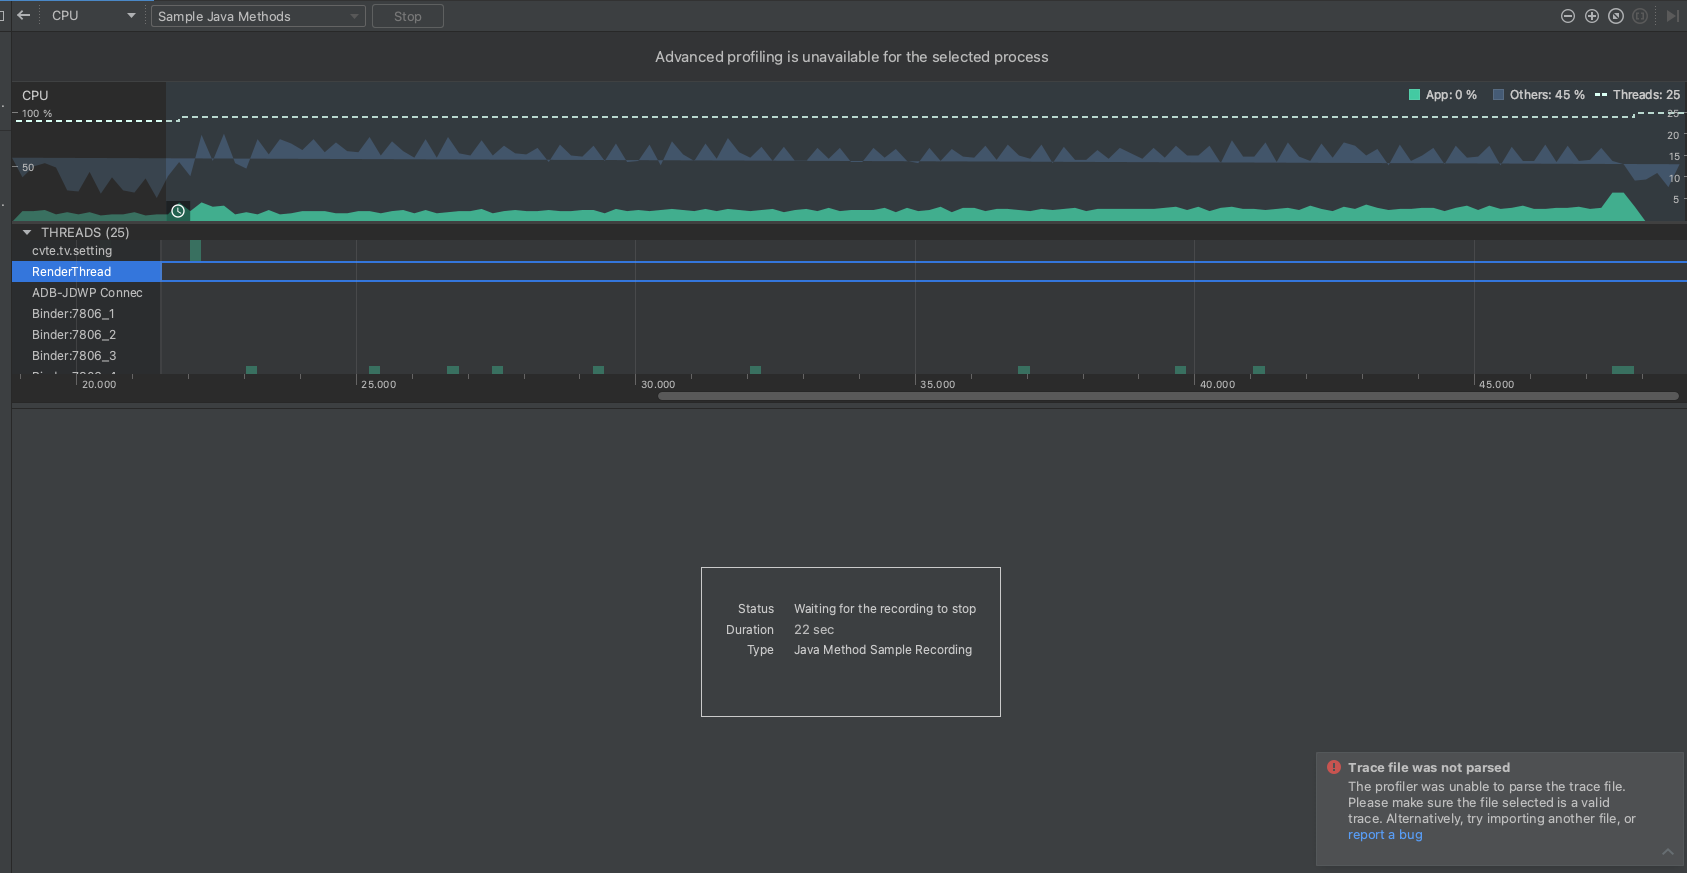 CPU
Sample Java Methods
Stop
Advanced profiling is unavailable for the selected process
CPU
App: 0 %
Others: 45 %
Threads: 25
100 %
25
20
50
15
10
5
THREADS (25)
cvte.tv.setting
RenderThread
ADB-JDWP Connec
Binder:7806_1
Binder:7806_2
Binder:7806_3
20.000
25.000
30.000
35.000
40.000
45.000
Status Waiting for the recording to stop
Duration 22 sec
Type Java Method Sample Recording
Trace file was not parsed
The profiler was unable to parse the trace file.
Please make sure the file selected is a valid
trace. Alternatively, try importing another file, or
report a bug